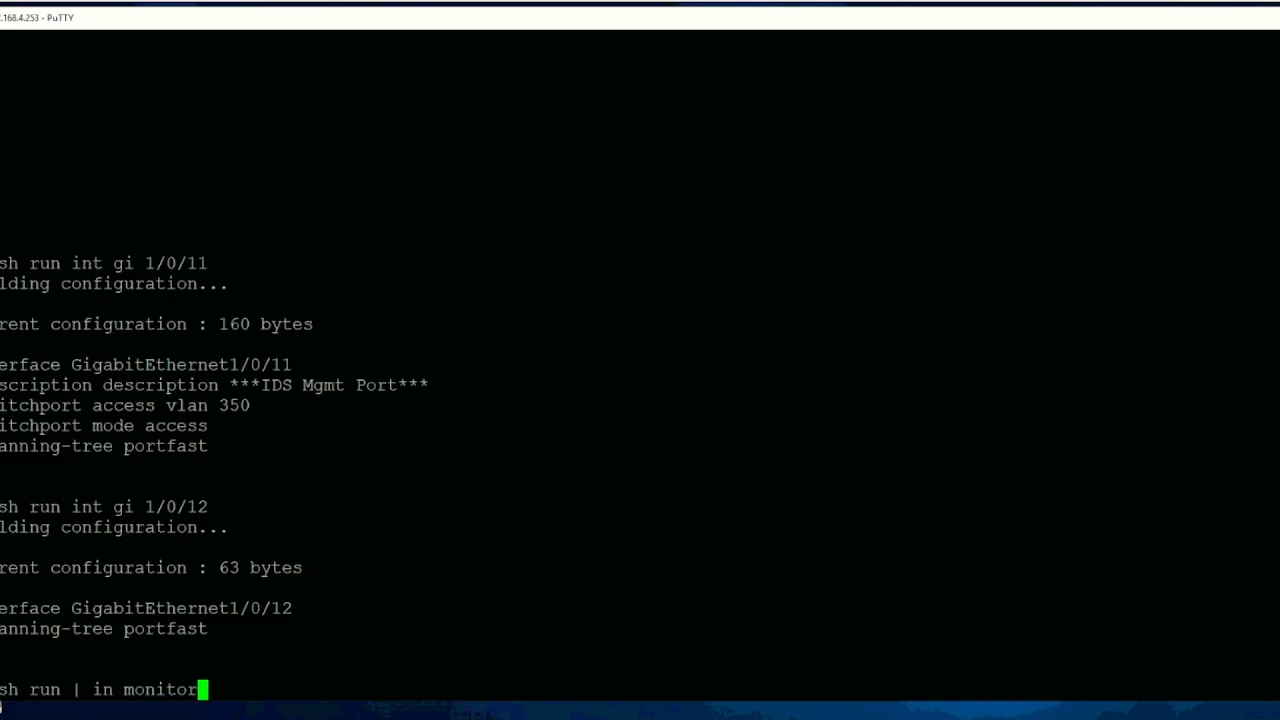 .168.4.253 - PuTTY
sh run int gi 1/0/11
lding configuration...
rent configuration : 160 bytes
erface GigabitEthernet1/0/11
scription description ***IDS Mgmt Port***
itchport access vlan 350
itchport mode access
anning-tree portfast
sh run int gi 1/0/12
lding configuration...
rent configuration : 63 bytes
erface GigabitEthernet1/0/12
anning-tree portfast
sh run | in monitor